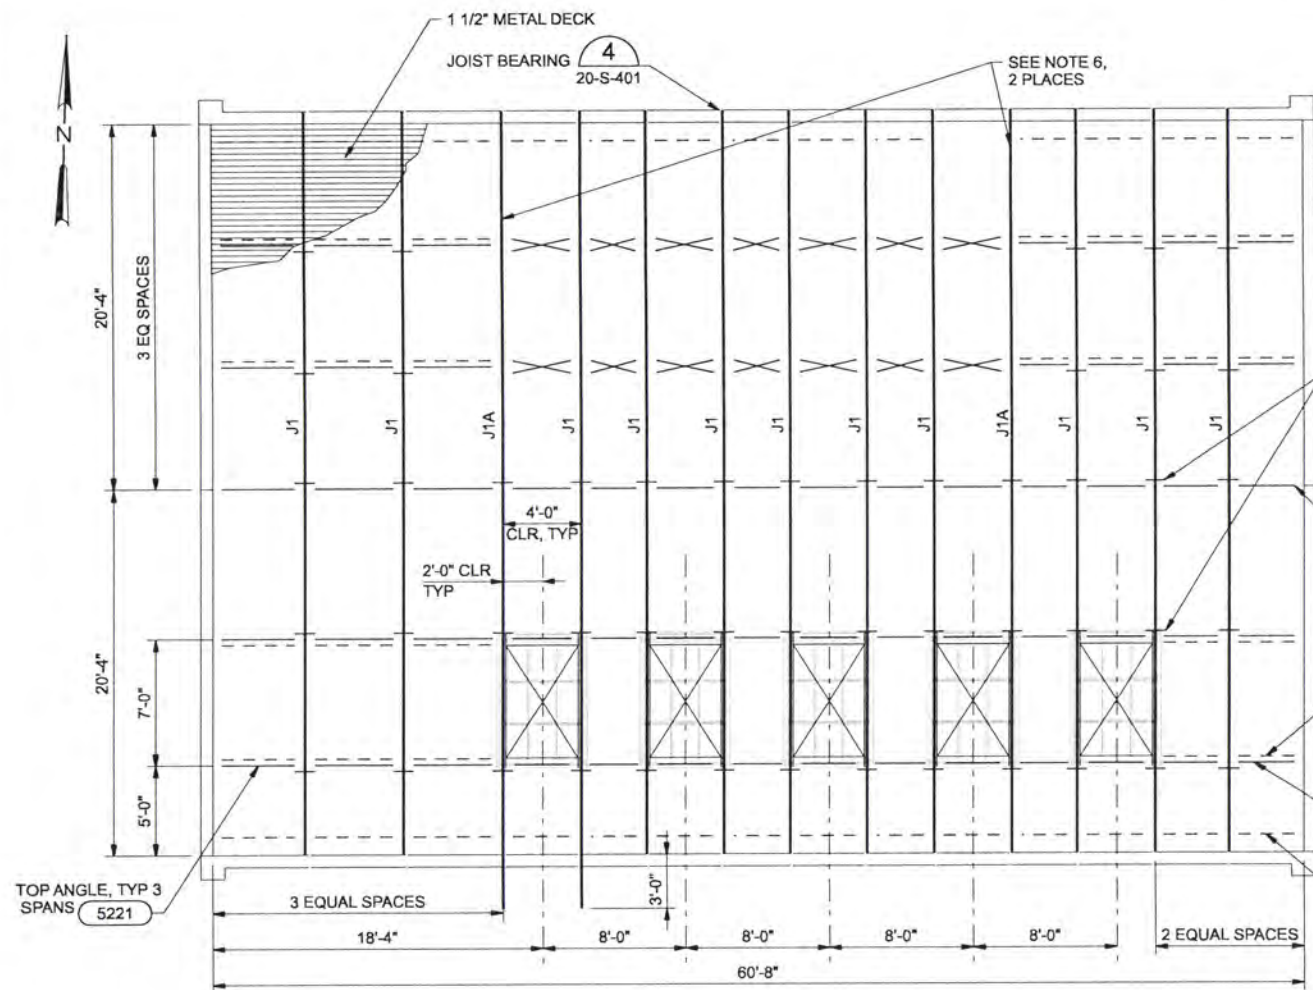 1 1/2" METAL DECK
JOIST BEARING
4
20-S-401
SEE NOTE 6,
2 PLACES
N
20'-4"
3 EQ SPACES
J1
J1
J1A
J1
J1
J1
J1
J1
J1
J1A
J1
J1
J1
4'-0"
CLR, TYP
2'-0" CLR
TYP
20'-4"
7'-0"
5'-0"
TOP ANGLE, TYP 3
SPANS 5221
3 EQUAL SPACES
3'-0"
18'-4"
8'-0"
8'-0"
8'-0"
8'-0"
2 EQUAL SPACES
60'-8"